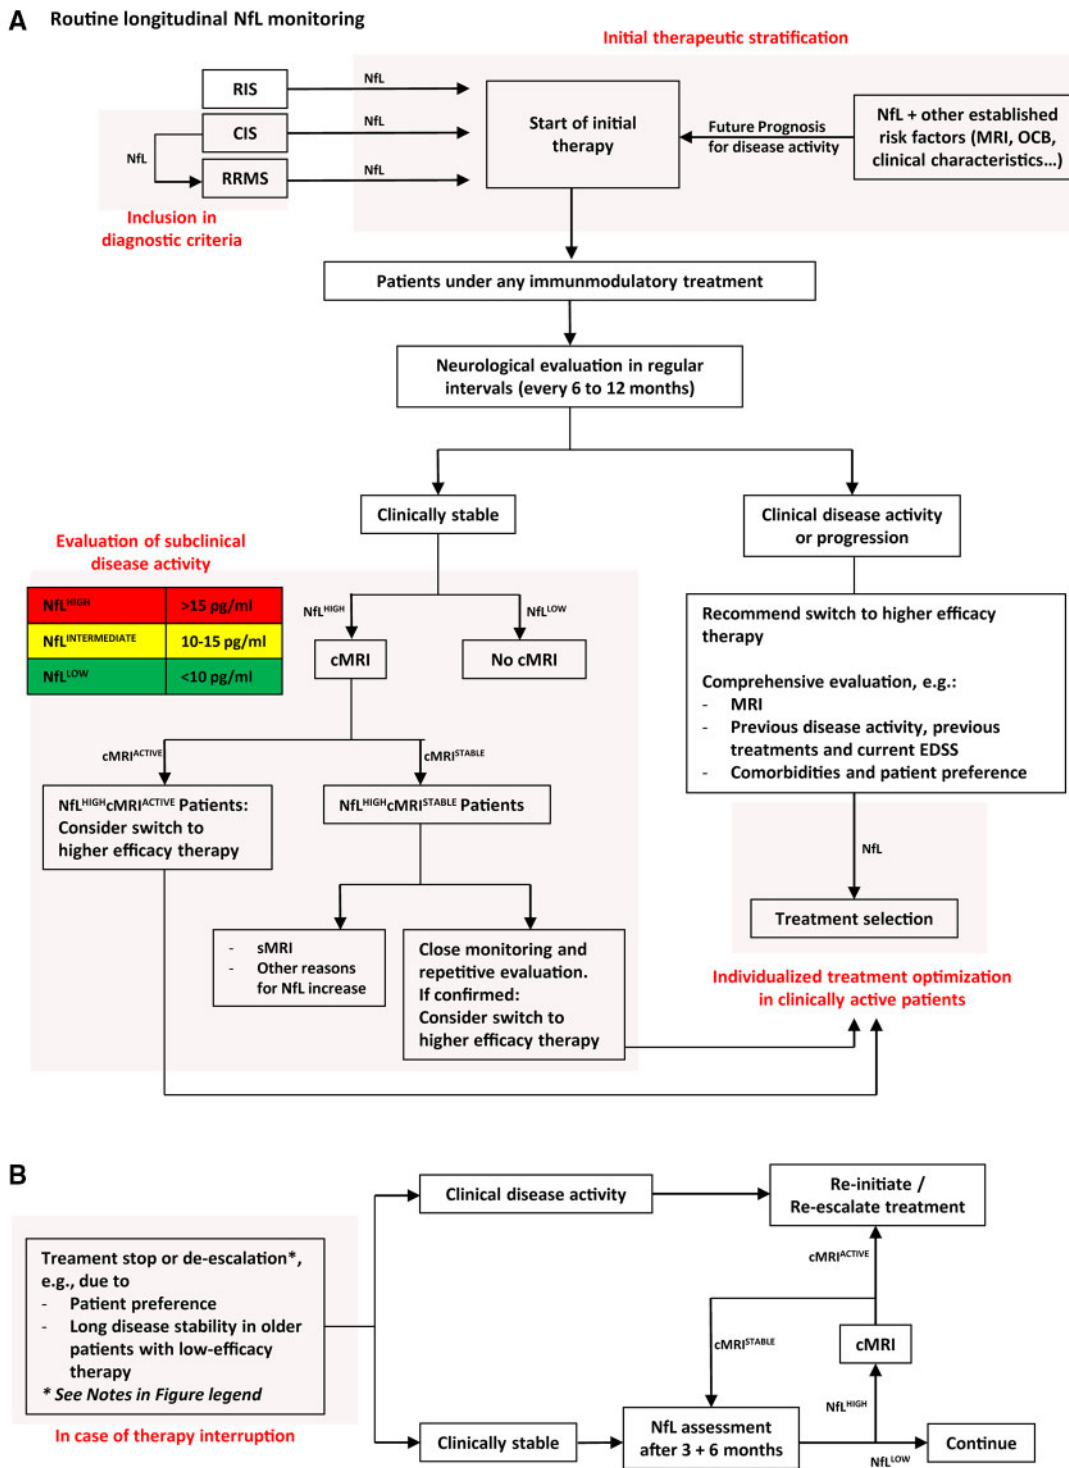 A Routine longitudinal NfL monitoring
Initial therapeutic stratification
RIS
NfL
CIS
NfL
NfL
RRMS
NfL
Inclusion in
diagnostic criteria
Start of initial
therapy
Future Prognosis
for disease activity
NfL + other established
risk factors (MRI, OCB,
clinical characteristics...)
Patients under any immunmodulatory treatment
Neurological evaluation in regular
intervals (every 6 to 12 months)
Clinically stable
Clinical disease activity
or progression
Evaluation of subclinical
disease activity
NfLHIGH >15 pg/ml
NfLINTERMEDIATE 10-15 pg/ml
NfLLOW <10 pg/ml
NfLHIGH
NfLLOW
cMRI
No cMRI
Recommend switch to higher efficacy
therapy
Comprehensive evaluation, e.g.:
- MRI
- Previous disease activity, previous
treatments and current EDSS
- Comorbidities and patient preference
cMRIACTIVE
cMRISTABLE
NfLHIGHcMRIACTIVE Patients:
Consider switch to
higher efficacy therapy
NfLHIGHcMRISTABLE Patients
NfL
Treatment selection
- sMRI
- Other reasons
for NfL increase
Close monitoring and
repetitive evaluation.
If confirmed:
Consider switch to
higher efficacy therapy
Individualized treatment optimization
in clinically active patients
B
Treament stop or de-escalation*,
e.g., due to
- Patient preference
- Long disease stability in older
patients with low-efficacy
therapy
* See Notes in Figure legend
In case of therapy interruption
Clinical disease activity
Re-initiate /
Re-escalate treatment
cMRIACTIVE
cMRISTABLE
cMRI
NfLHIGH
Clinically stable
NfL assessment
after 3 + 6 months
NfLLOW
Continue